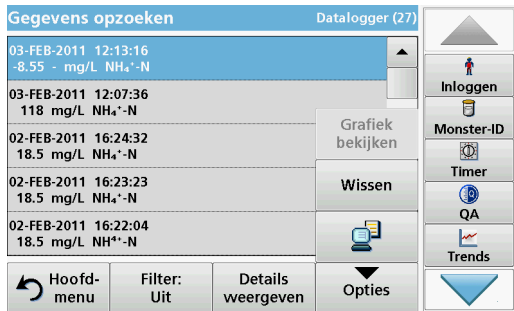 Gegevens opzoeken
Datalogger (27)
03-FEB-2011 12:13:16
-8.55 - mg/L NH₄⁺-N
03-FEB-2011 12:07:36
118 mg/L NH₄⁺-N
02-FEB-2011 16:24:32
18.5 mg/L NH₄⁺-N
02-FEB-2011 16:23:23
18.5 mg/L NH₄⁺-N
02-FEB-2011 16:22:04
18.5 mg/L NH⁴⁺-N
Grafiek
bekijken
Wissen
Hoofd-
menu
Filter:
Uit
Details
weergeven
Opties
Inloggen
Monster-ID
Timer
QA
Trends